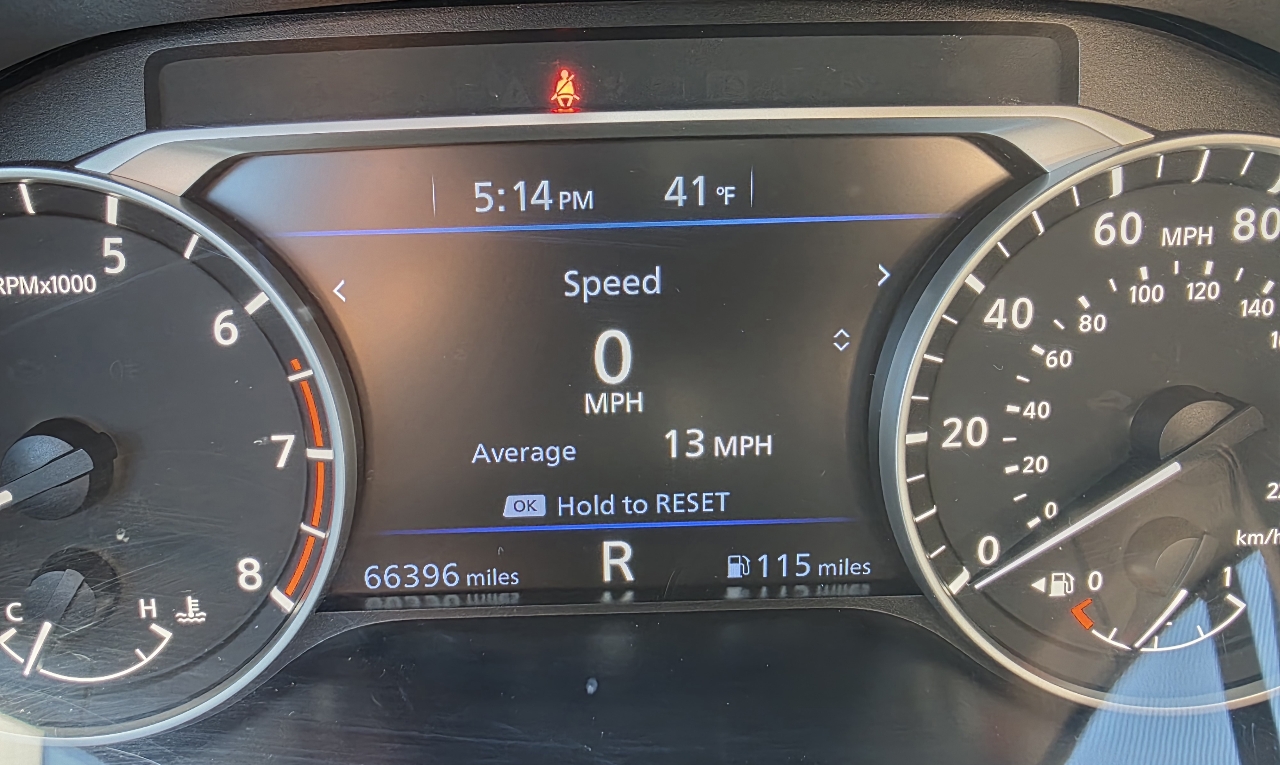 5:14 PM 41 °F
Speed
0
MPH
Average 13 MPH
OK Hold to RESET
66396 miles R 115 miles
RPMx1000
5
6
7
8
C H
60 MPH 80
40
20
0
100 120 140
80
60
40
20
0
km/h
0 1